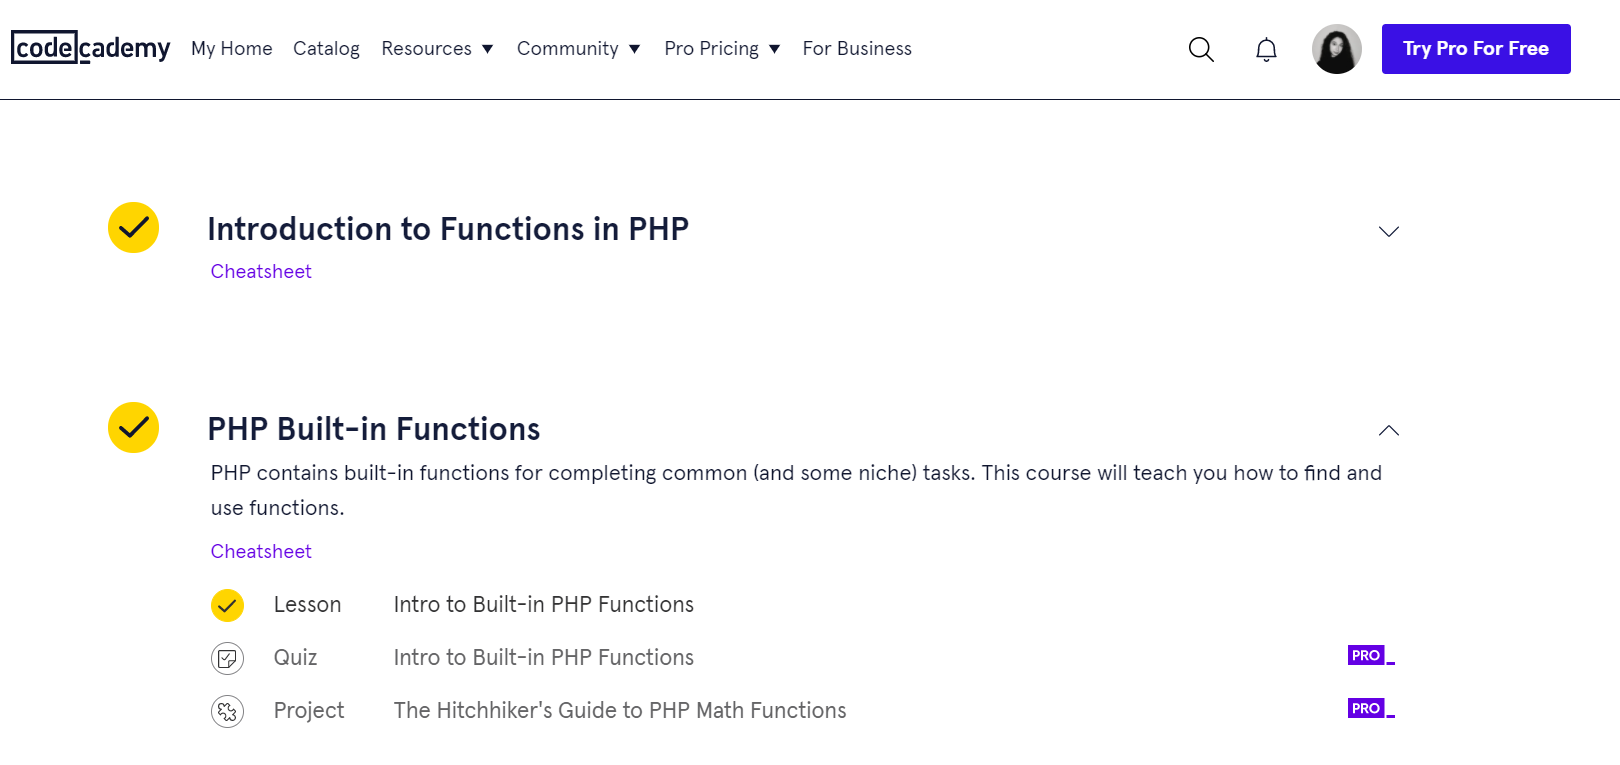 codecademy My Home Catalog Resources Community Pro Pricing For Business Try Pro For Free
Introduction to Functions in PHP
Cheatsheet
PHP Built-in Functions
PHP contains built-in functions for completing common (and some niche) tasks. This course will teach you how to find and
use functions.
Cheatsheet
Lesson Intro to Built-in PHP Functions
Quiz Intro to Built-in PHP Functions PRO
Project The Hitchhiker's Guide to PHP Math Functions PRO